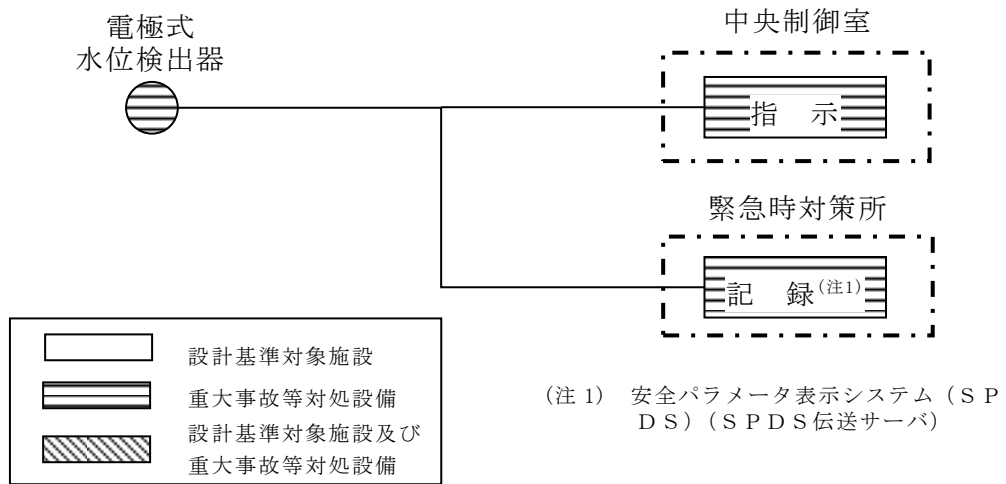 電極式
水位検出器
中央制御室
指　示
緊急時対策所
記　録(注1)
設計基準対象施設
重大事故等対処設備
設計基準対象施設及び
重大事故等対処設備
(注 1)　安全パラメータ表示システム（ＳＰ
ＤＳ）（ＳＰＤＳ伝送サーバ）